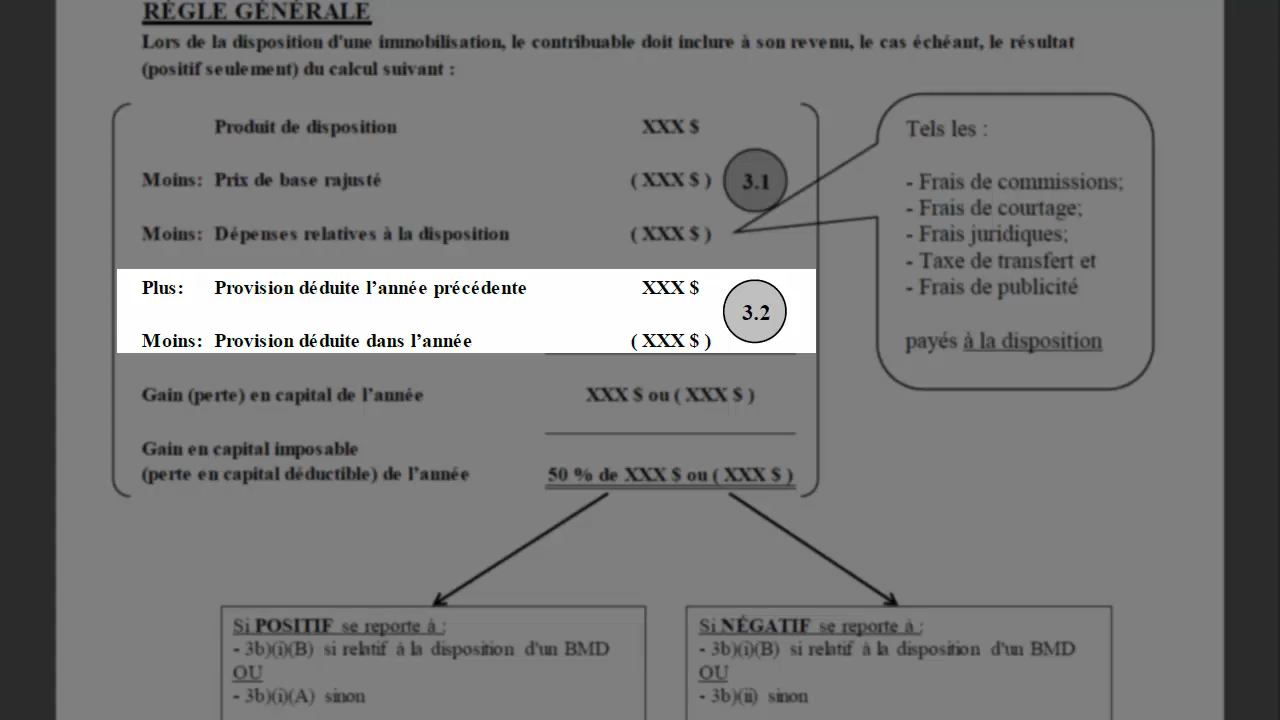 RÈGLE GÉNÉRALE
Lors de la disposition d'une immobilisation, le contribuable doit inclure à son revenu, le cas échéant, le résultat
(positif seulement) du calcul suivant :
Produit de disposition XXX $
Moins: Prix de base rajusté ( XXX $ ) 3.1
Moins: Dépenses relatives à la disposition ( XXX $ )
Plus: Provision déduite l’année précédente XXX $
3.2
Moins: Provision déduite dans l’année ( XXX $ )
Gain (perte) en capital de l’année XXX $ ou ( XXX $ )
Gain en capital imposable
(perte en capital déductible) de l’année 50 % de XXX $ ou ( XXX $ )
Tels les :
- Frais de commissions;
- Frais de courtage;
- Frais juridiques;
- Taxe de transfert et
- Frais de publicité
payés à la disposition
Si POSITIF se reporte à :
- 3b)(i)(B) si relatif à la disposition d'un BMD
OU
- 3b)(i)(A) sinon
Si NÉGATIF se reporte à :
- 3b)(i)(B) si relatif à la disposition d'un BMD
OU
- 3b)(ii) sinon